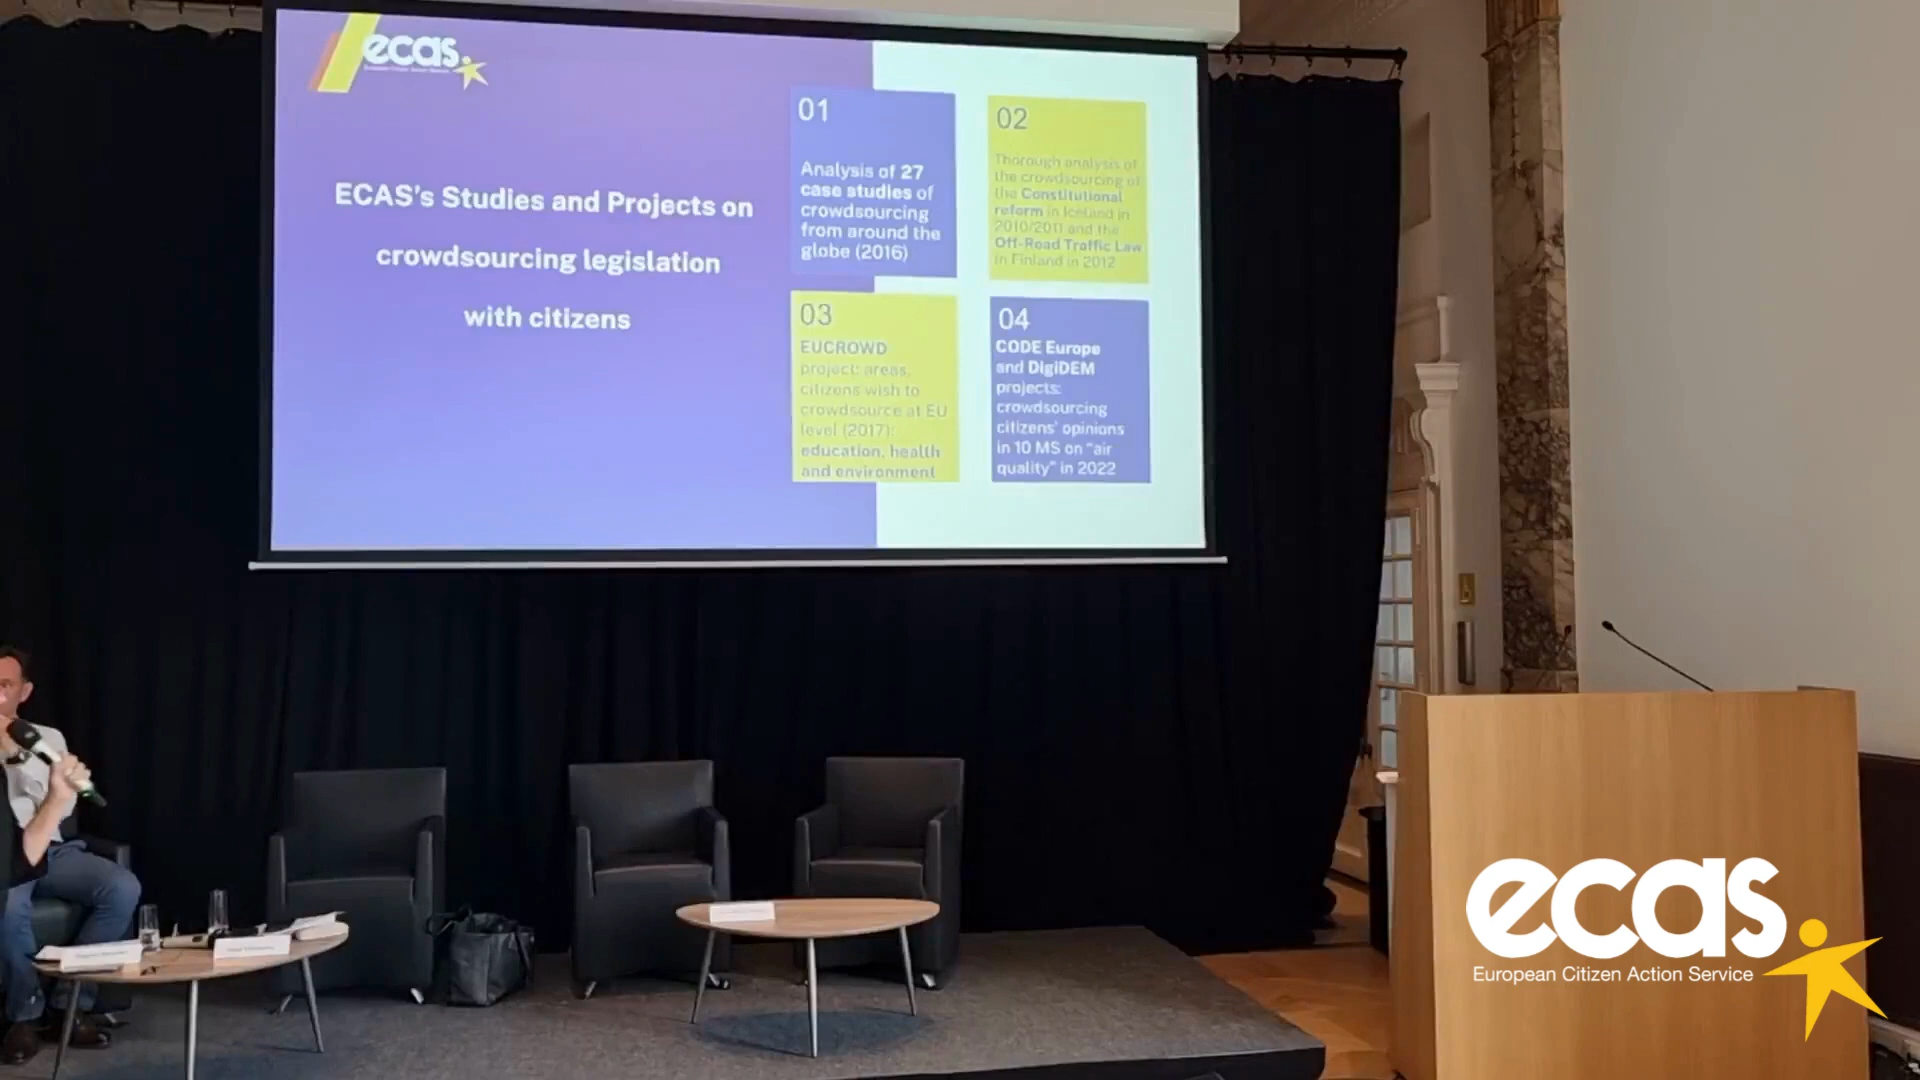 ecas
European Citizen Action Service
ECAS's Studies and Projects on
crowdsourcing legislation
with citizens
01
Analysis of 27
case studies of
crowdsourcing
from around the
globe (2016)
02
Thorough analysis of
the crowdsourcing of
the Constitutional
reform in Iceland in
2010/2011 and the
Off-Road Traffic Law
in Finland in 2012
03
EUCROWD
project: areas,
citizens wish to
crowdsource at EU
level (2017):
education, health
and environment
04
CODE Europe
and DigiDEM
projects:
crowdsourcing
citizens' opinions
in 10 MS on "air
quality" in 2022
ecas
European Citizen Action Service